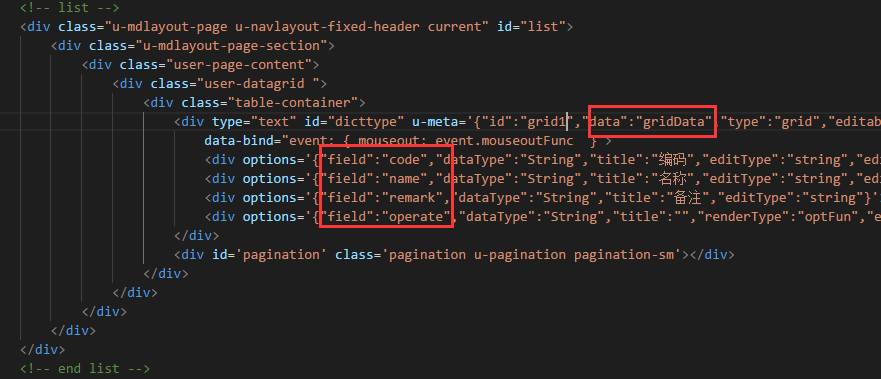 <!-- list -->
<div class="u-mdlayout-page u-navlayout-fixed-header current" id="list">
<div class="u-mdlayout-page-section">
<div class="user-page-content">
<div class="user-datagrid ">
<div class="table-container">
<div type="text" id="dicttype" u-meta='{"id":"grid1","data":"gridData","type":"grid","editab
data-bind="event: { mouseout: event.mouseoutFunc  }">
<div options='{"field":"code","dataType":"String","title":"编码","editType":"string","edi
<div options='{"field":"name","dataType":"String","title":"名称","editType":"string","edi
<div options='{"field":"remark","dataType":"String","title":"备注","editType":"string"}'
<div options='{"field":"operate","dataType":"String","title":"","renderType":"optFun","e
</div>
<div id='pagination' class='pagination u-pagination pagination-sm'></div>
</div>
</div>
</div>
</div>
</div>
<!-- end list -->